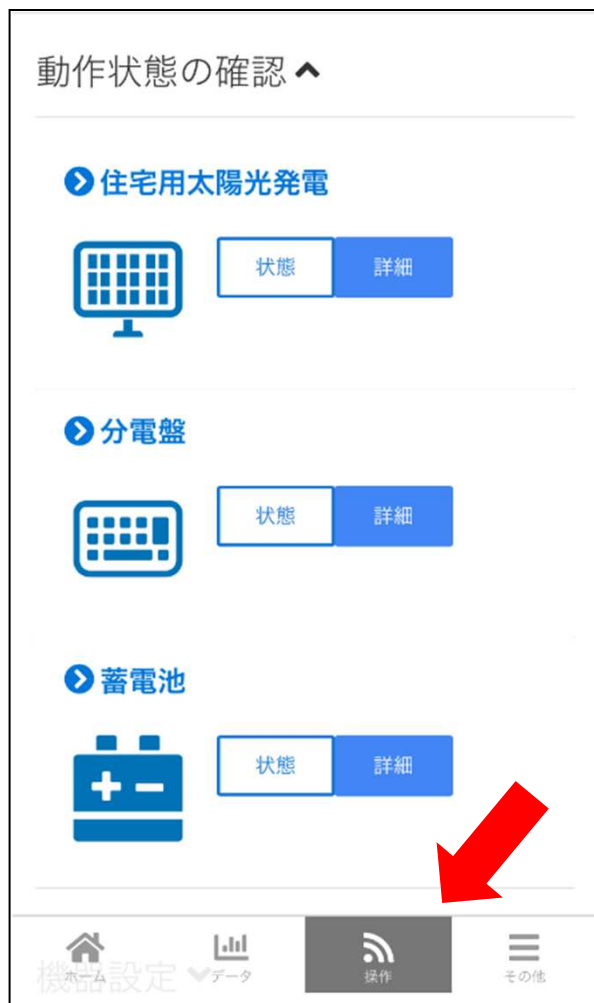 動作状態の確認
住宅用太陽光発電
状態 詳細
分電盤
状態 詳細
蓄電池
状態 詳細
機器設定
ホーム データ 操作 その他